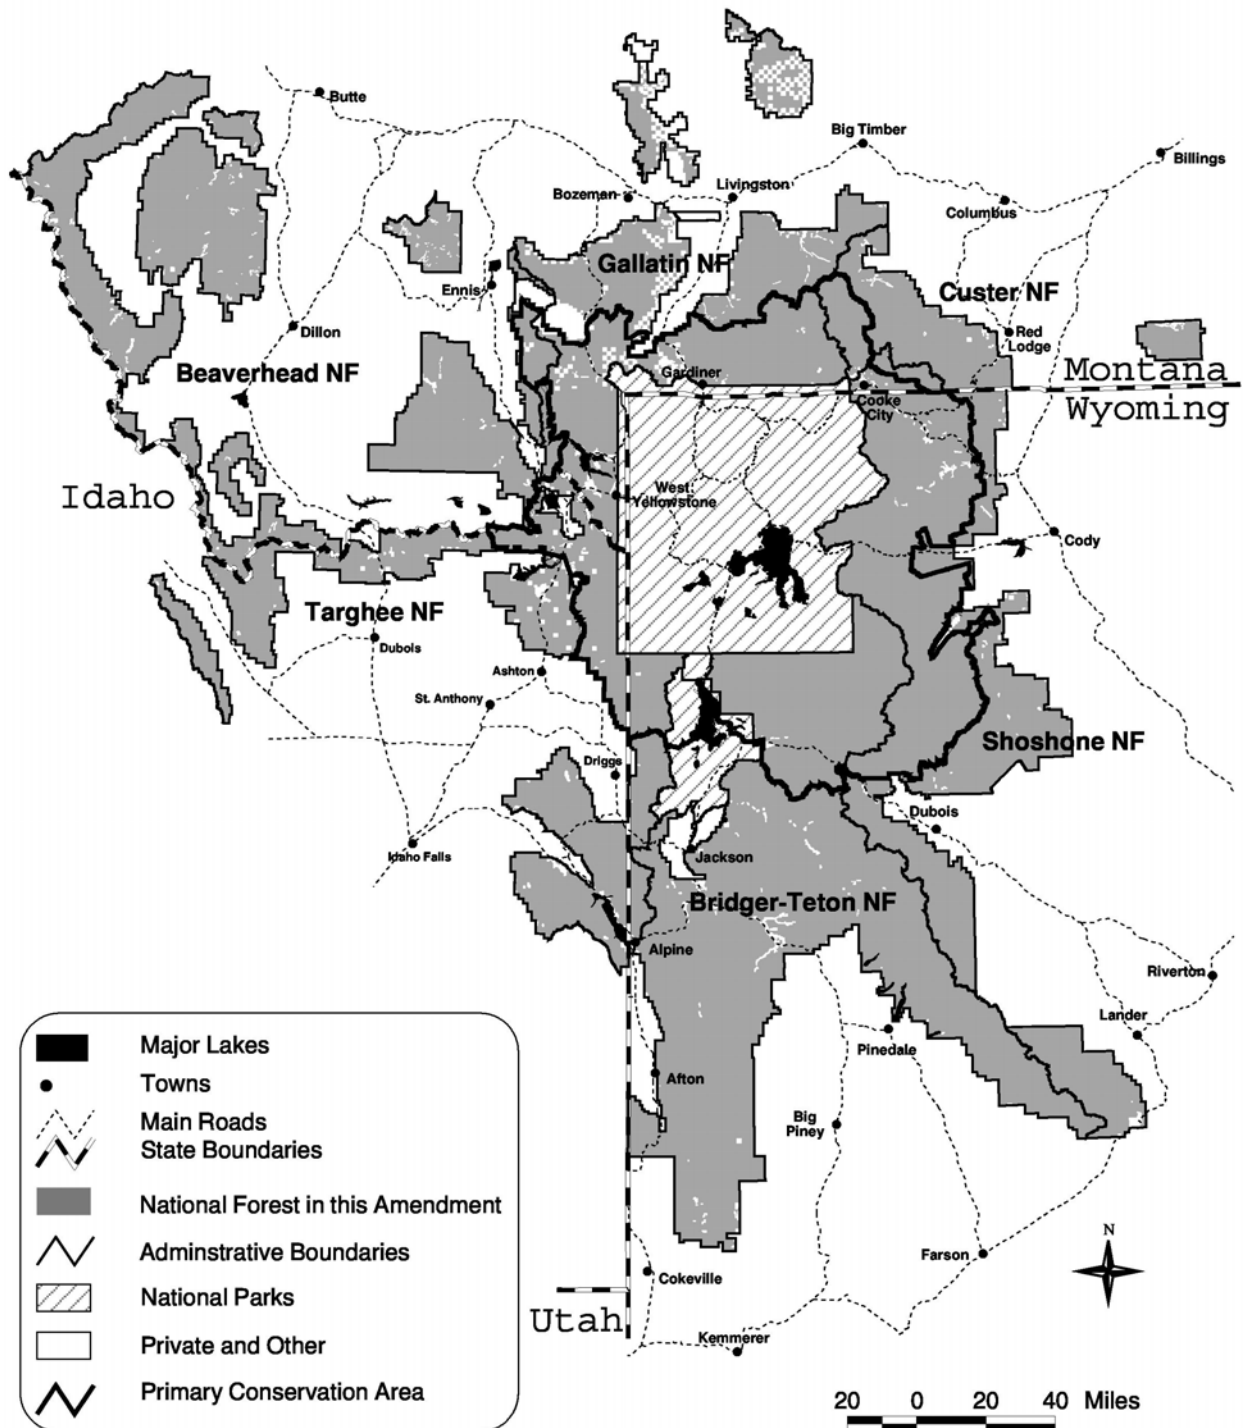 Butte
Big Timber
Billings
Bozeman
Livingston
Columbus
Gallatin NF
Ennis
Custer NF
Dillon
Red
Lodge
Beaverhead NF
Gardiner
Montana
Cooke
City
Wyoming
Idaho
West
Yellowstone
Cody
Targhee NF
Dubois
Ashton
St. Anthony
Shoshone NF
Driggs
Dubois
Idaho Falls
Jackson
Bridger-Teton NF
Alpine
Riverton
Lander
Pinedale
Afton
Big
Piney
Farson
Cokeville
Utah
Kemmerer
N
Major Lakes
Towns
Main Roads
State Boundaries
National Forest in this Amendment
Adminstrative Boundaries
National Parks
Private and Other
Primary Conservation Area
20 0 20 40 Miles